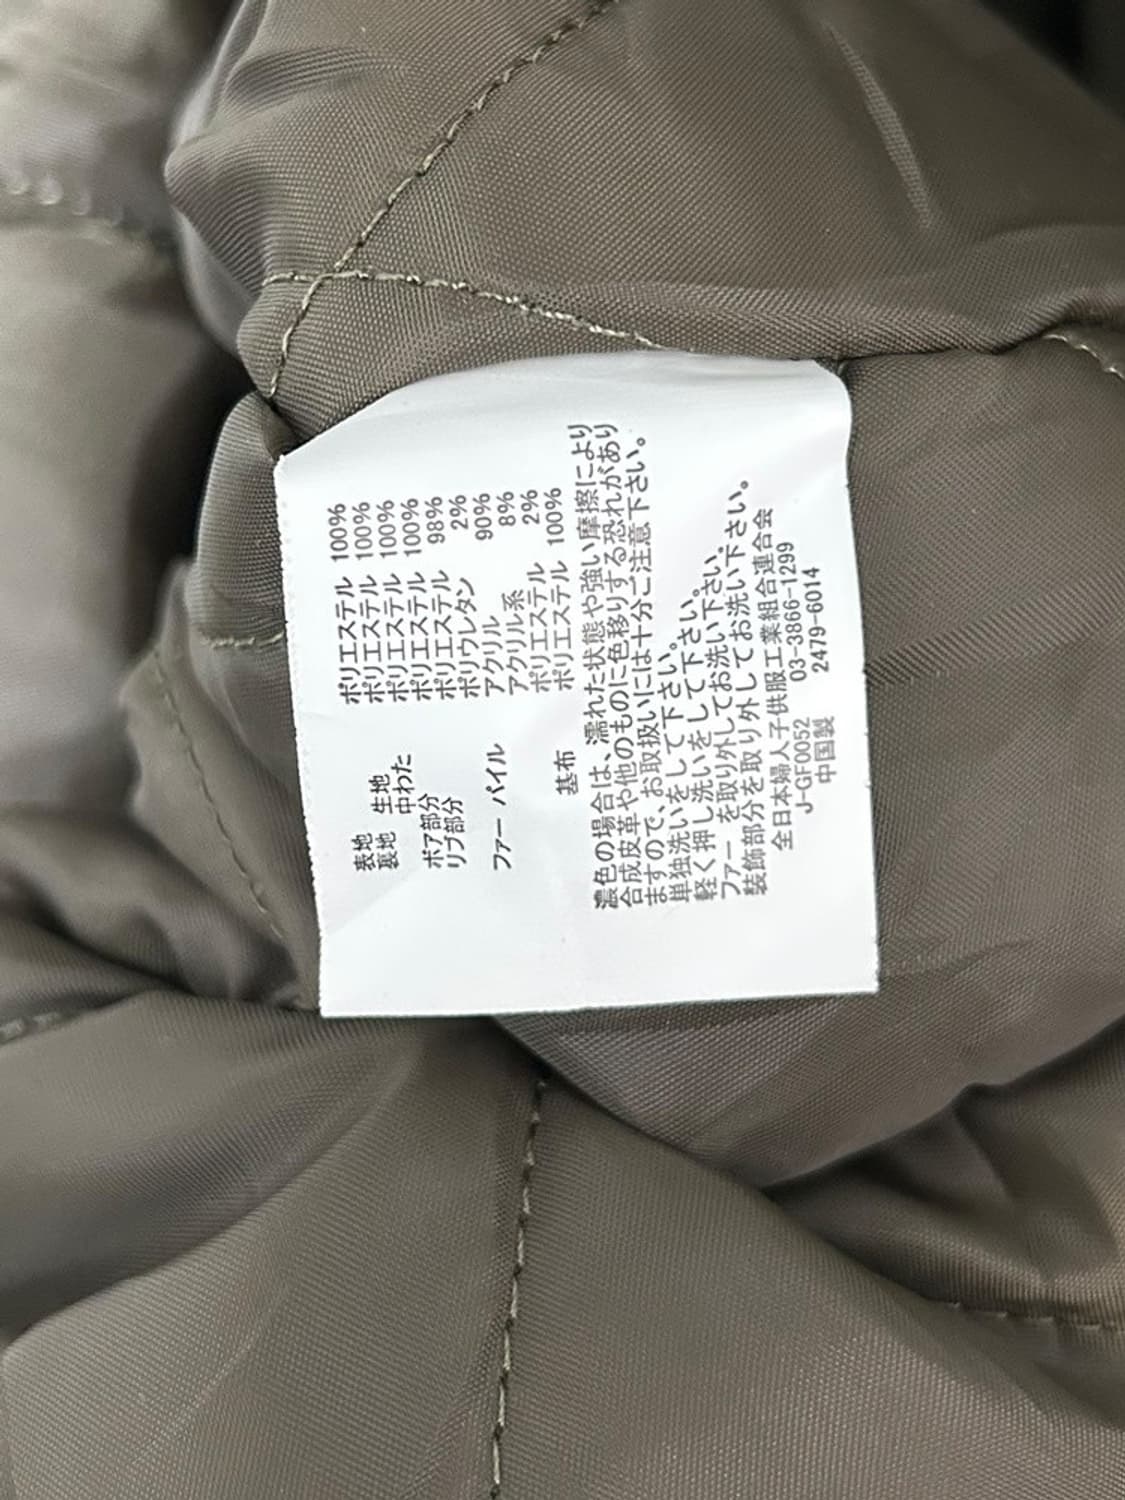 表地 ポリエステル 100%
裏地 生地 ポリエステル 100%
中わた ポリエステル 100%
ボア部分 ポリエステル 100%
リブ部分 ポリエステル 98%
ポリウレタン 2%
ファー パイル アクリル 90%
アクリル系 8%
ポリエステル 2%
基布 ポリエステル 100%
濃色の場合は、濡れた状態や強い摩擦により
合成皮革や他のものに色移りする恐れがあり
ますので、お取扱いには十分ご注意下さい。
単独洗いをして下さい。
軽く押し洗いをして下さい。
ファーを取り外してお洗い下さい。
装飾部分を取り外してお洗い下さい。
全日本婦人子供服工業組合連合会
J-GF0052 03-3866-1299
中国製 2479-6014